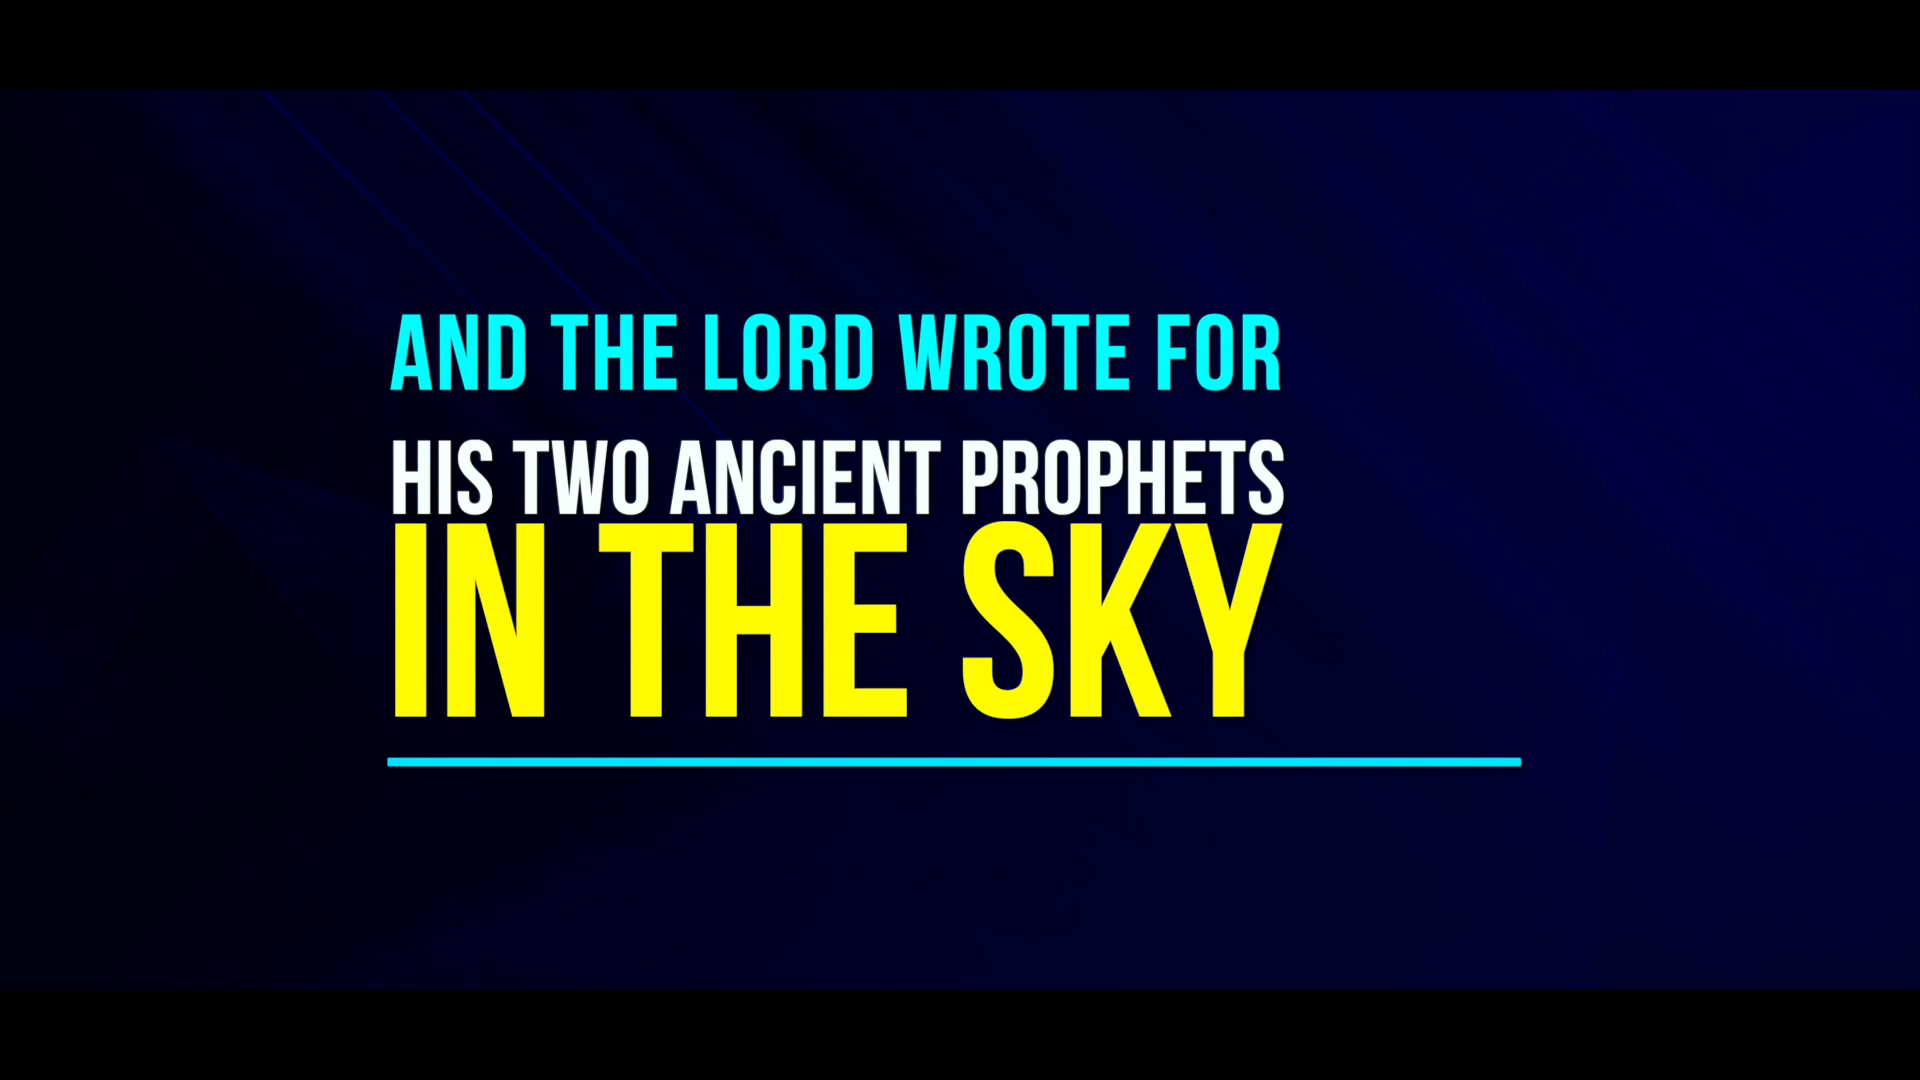 AND THE LORD WROTE FOR
HIS TWO ANCIENT PROPHETS
IN THE SKY